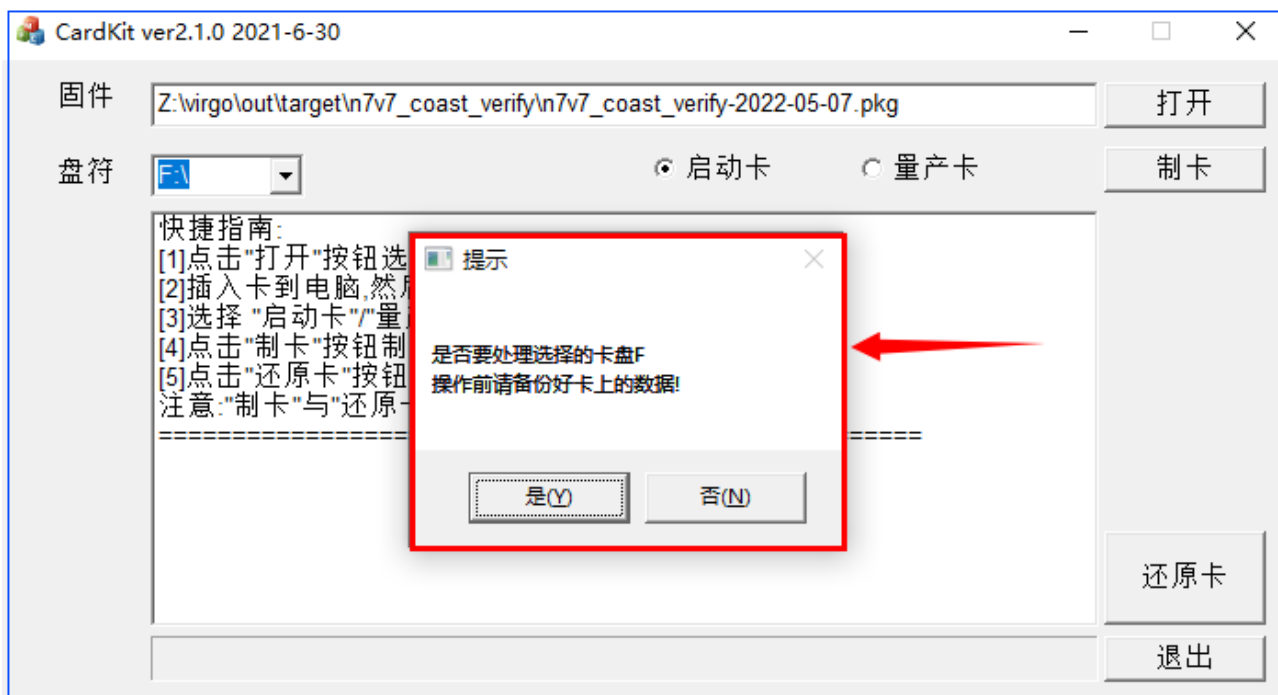 CardKit ver2.1.0 2021-6-30
固件
Z:\virgo\out\target\n7v7_coast_verify\n7v7_coast_verify-2022-05-07.pkg
打开
盘符
F:\
启动卡
量产卡
制卡
快捷指南:
[1]点击"打开"按钮选
[2]插入卡到电脑,然
[3]选择 "启动卡"/"量
[4]点击"制卡"按钮制
[5]点击"还原卡"按钮
注意:"制卡"与"还原
==========================================
提示
是否要处理选择的卡盘F
操作前请备份好卡上的数据!
是(Y)
否(N)
还原卡
退出